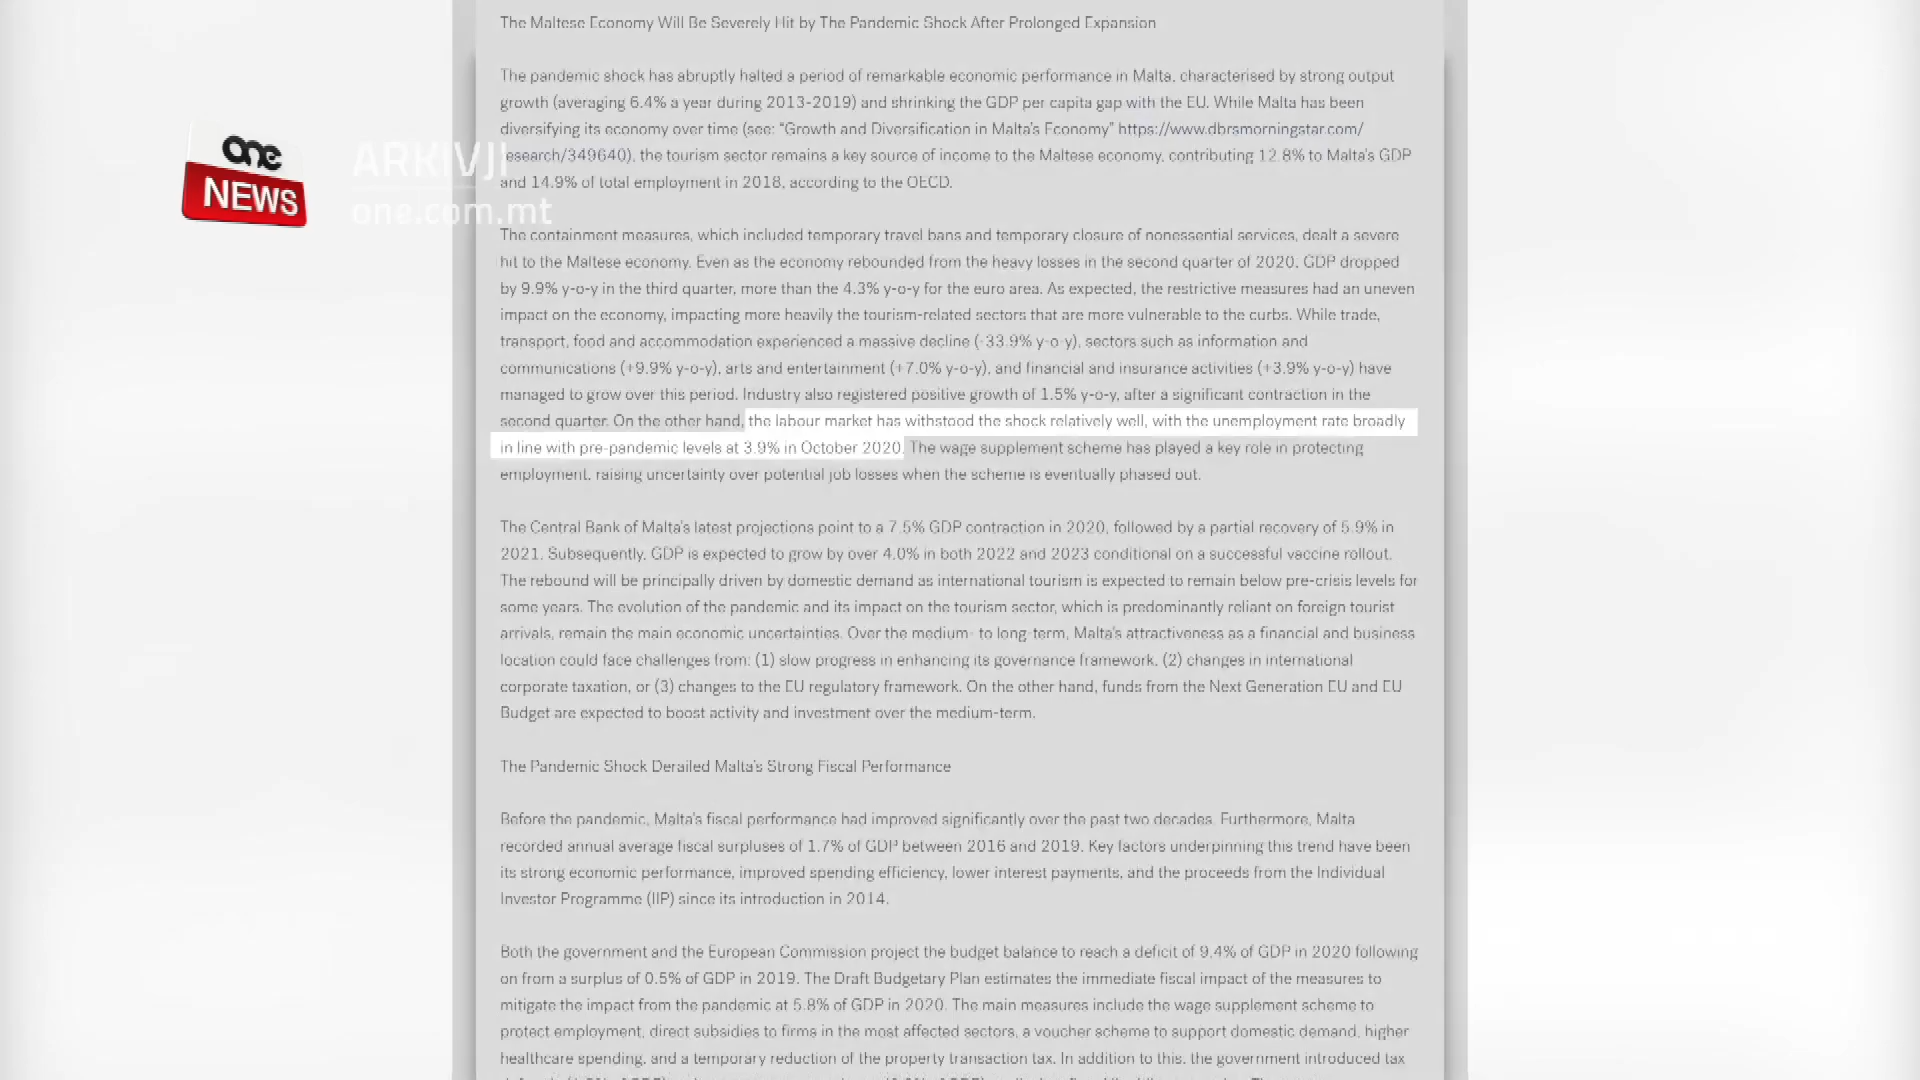 The Maltese Economy Will Be Severely Hit by The Pandemic Shock After Prolonged Expansion
The pandemic shock has abruptly halted a period of remarkable economic performance in Malta, characterised by strong output
growth (averaging 6.4% a year during 2013-2019) and shrinking the GDP per capita gap with the EU. While Malta has been
diversifying its economy over time (see: “Growth and Diversification in Malta’s Economy” https://www.dbrsmorningstar.com/
research/349640), the tourism sector remains a key source of income to the Maltese economy, contributing 12.8% to Malta’s GDP
and 14.9% of total employment in 2018, according to the OECD.
one
NEWS
ARKIVJI
one.com.mt
The containment measures, which included temporary travel bans and temporary closure of nonessential services, dealt a severe
hit to the Maltese economy. Even as the economy rebounded from the heavy losses in the second quarter of 2020, GDP dropped
by 9.9% y-o-y in the third quarter, more than the 4.3% y-o-y for the euro area. As expected, the restrictive measures had an uneven
impact on the economy, impacting more heavily the tourism-related sectors that are more vulnerable to the curbs. While trade,
transport, food and accommodation experienced a massive decline (-33.9% y-o-y), sectors such as information and
communications (+9.9% y-o-y), arts and entertainment (+7.0% y-o-y), and financial and insurance activities (+3.9% y-o-y) have
managed to grow over this period. Industry also registered positive growth of 1.5% y-o-y, after a significant contraction in the
second quarter. On the other hand, the labour market has withstood the shock relatively well, with the unemployment rate broadly
in line with pre-pandemic levels at 3.9% in October 2020. The wage supplement scheme has played a key role in protecting
employment, raising uncertainty over potential job losses when the scheme is eventually phased out.
The Central Bank of Malta’s latest projections point to a 7.5% GDP contraction in 2020, followed by a partial recovery of 5.9% in
2021. Subsequently, GDP is expected to grow by over 4.0% in both 2022 and 2023 conditional on a successful vaccine rollout.
The rebound will be principally driven by domestic demand as international tourism is expected to remain below pre-crisis levels for
some years. The evolution of the pandemic and its impact on the tourism sector, which is predominantly reliant on foreign tourist
arrivals, remain the main economic uncertainties. Over the medium- to long-term, Malta’s attractiveness as a financial and business
location could face challenges from: (1) slow progress in enhancing its governance framework, (2) changes in international
corporate taxation, or (3) changes to the EU regulatory framework. On the other hand, funds from the Next Generation EU and EU
Budget are expected to boost activity and investment over the medium-term.
The Pandemic Shock Derailed Malta’s Strong Fiscal Performance
Before the pandemic, Malta’s fiscal performance had improved significantly over the past two decades. Furthermore, Malta
recorded annual average fiscal surpluses of 1.7% of GDP between 2016 and 2019. Key factors underpinning this trend have been
its strong economic performance, improved spending efficiency, lower interest payments, and the proceeds from the Individual
Investor Programme (IIP) since its introduction in 2014.
Both the government and the European Commission project the budget balance to reach a deficit of 9.4% of GDP in 2020 following
on from a surplus of 0.5% of GDP in 2019. The Draft Budgetary Plan estimates the immediate fiscal impact of the measures to
mitigate the impact from the pandemic at 5.8% of GDP in 2020. The main measures include the wage supplement scheme to
protect employment, direct subsidies to firms in the most affected sectors, a voucher scheme to support domestic demand, higher
healthcare spending, and a temporary reduction of the property transaction tax. In addition to this, the government introduced tax